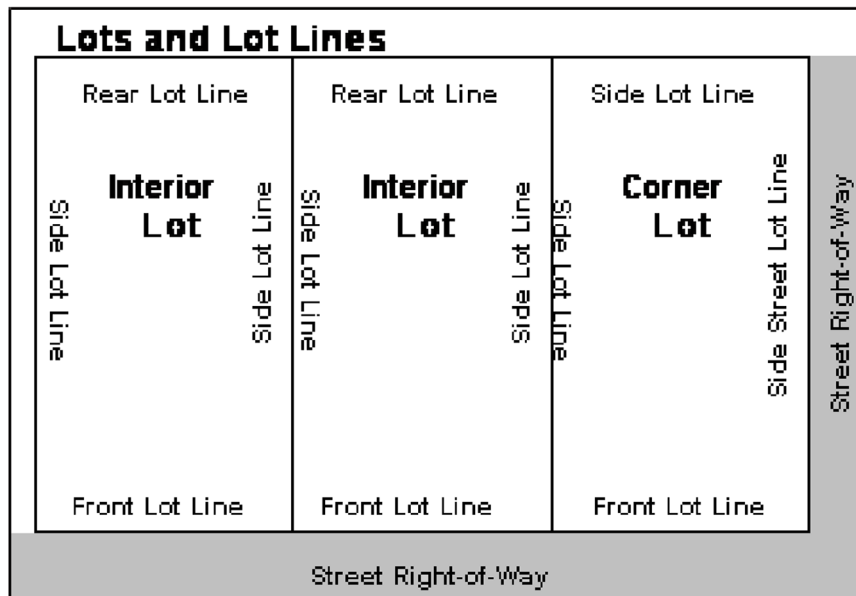 Lots and Lot Lines
Rear Lot Line
Rear Lot Line
Side Lot Line
Interior
Lot
Interior
Lot
Corner
Lot
Side Lot Line
Side Lot Line
Side Lot Line
Side Lot Line
Side Lot Line
Side Street Lot Line
Street Right-of-Way
Front Lot Line
Front Lot Line
Front Lot Line
Street Right-of-Way